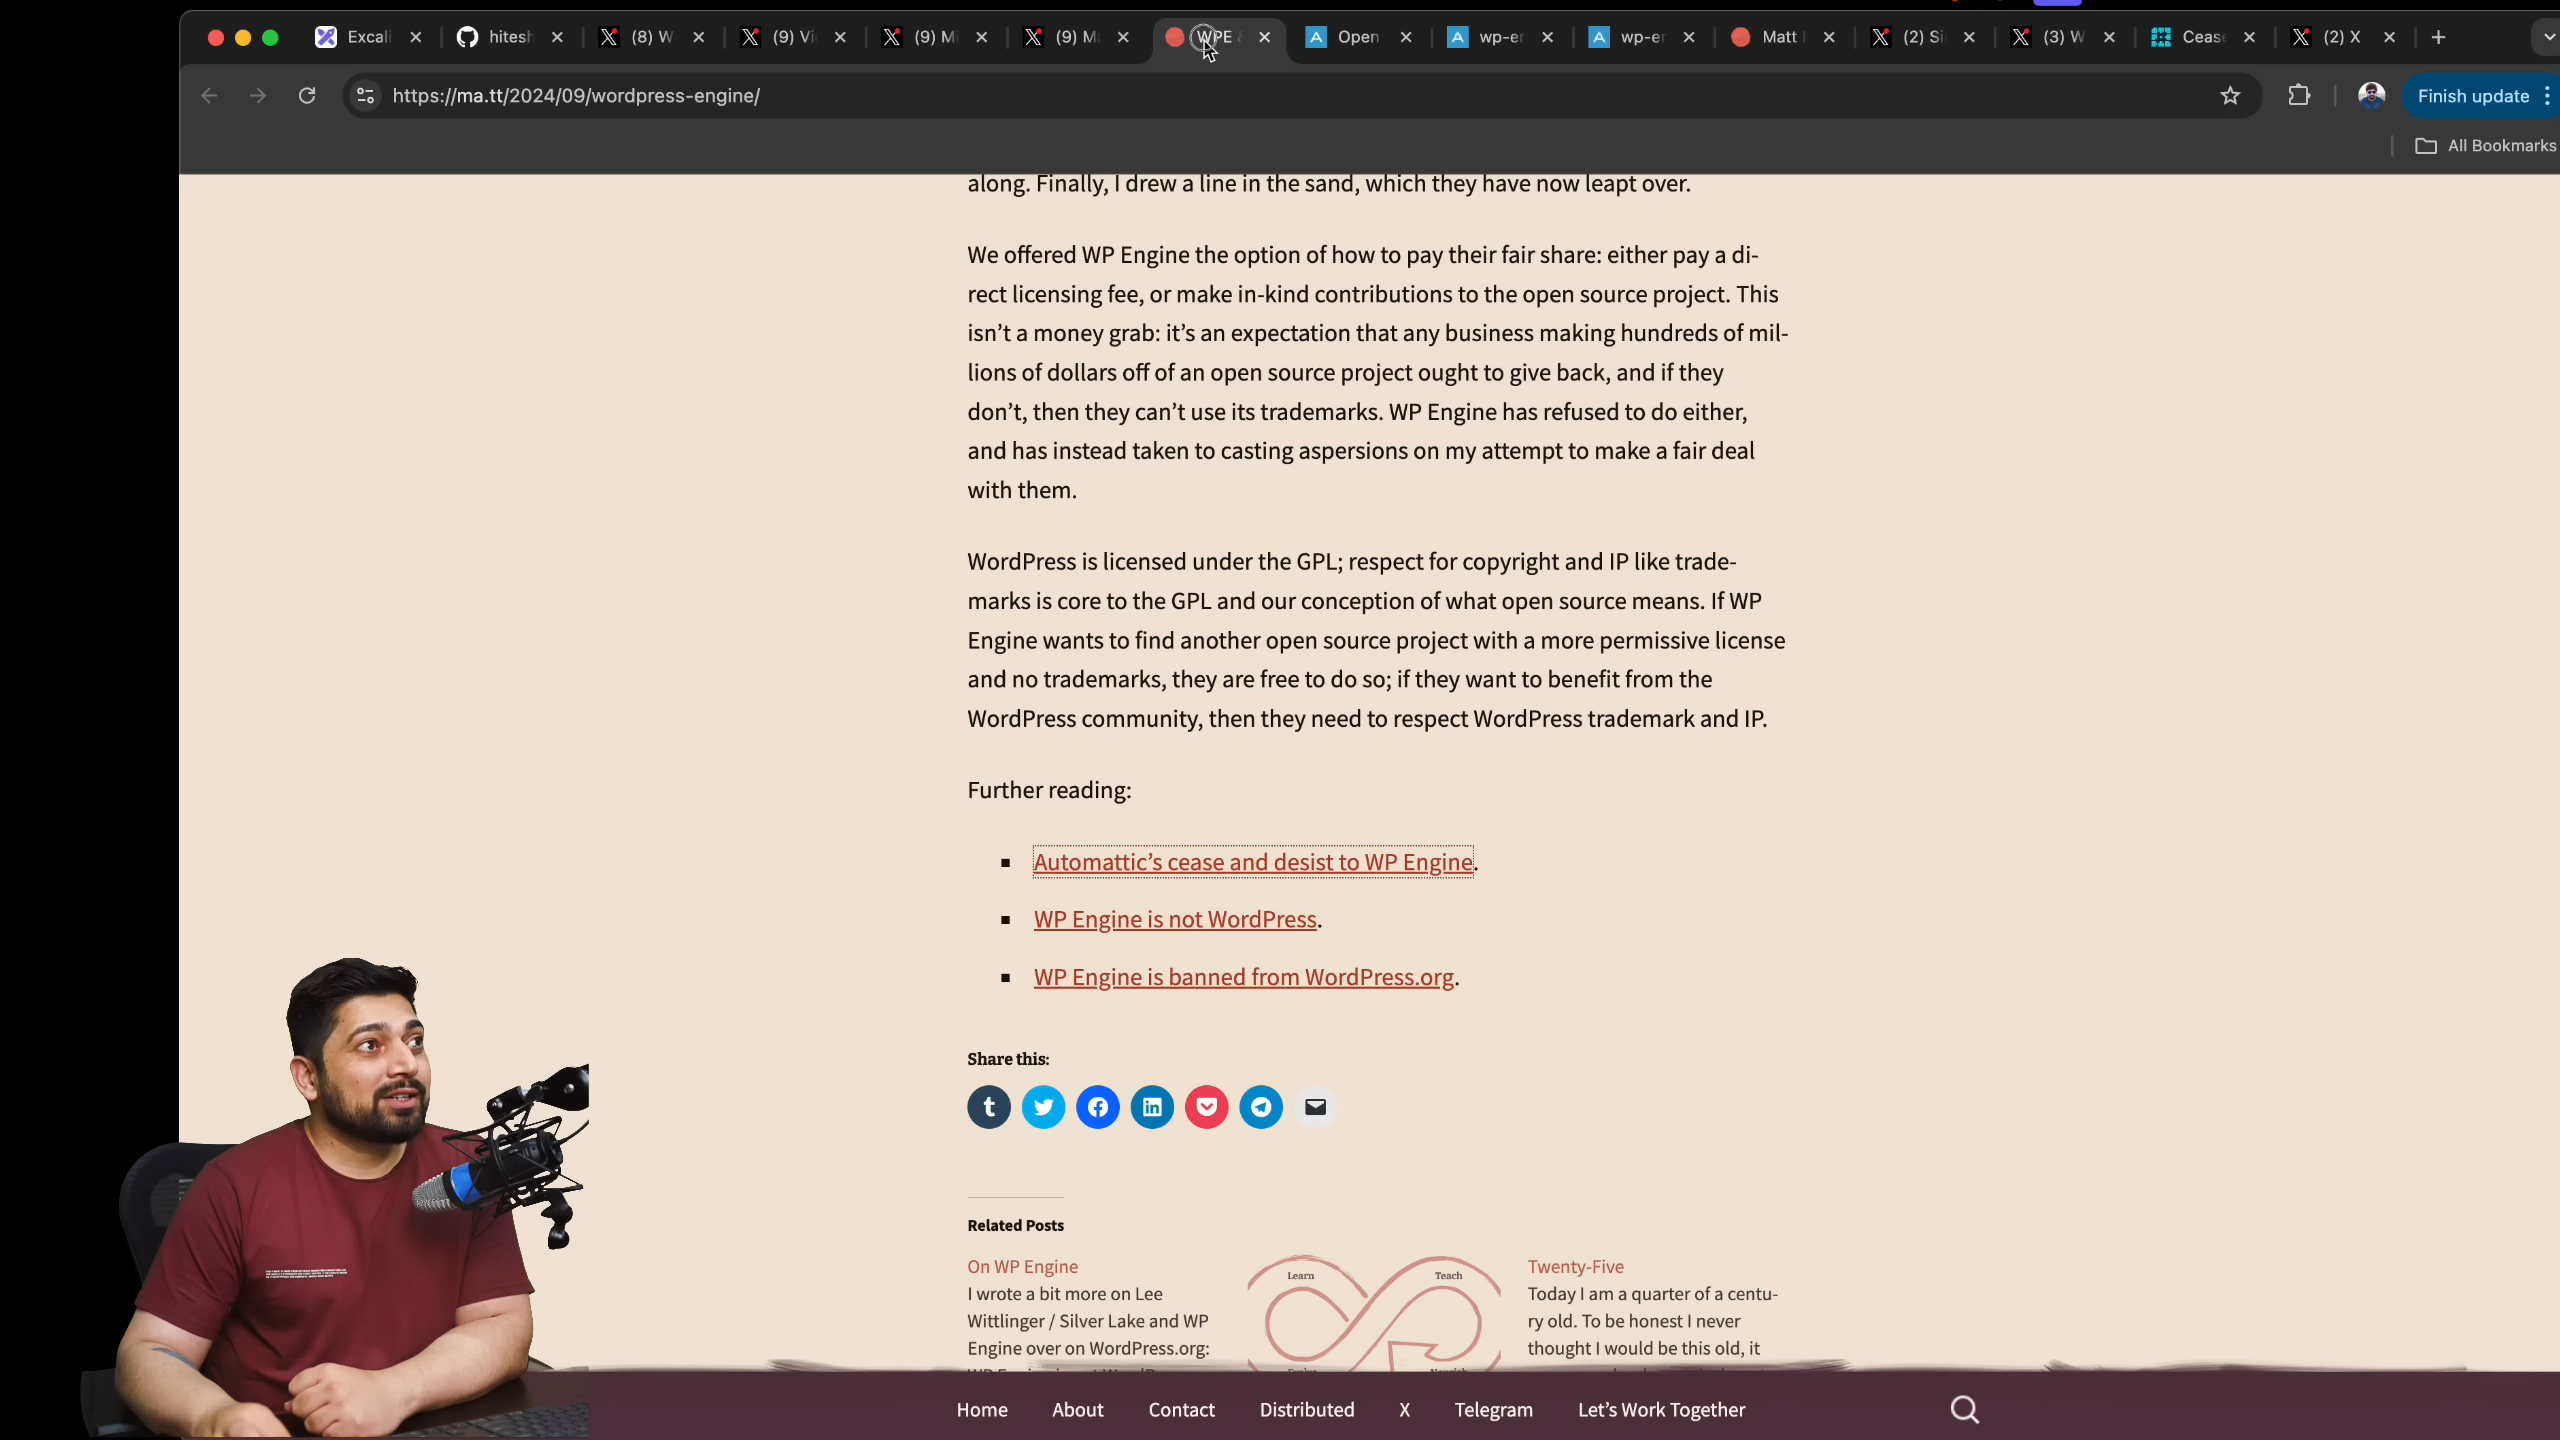 Excali
hitesh
(8) W
(9) Vi
(9) M
(9) M
WPE &
Open
wp-en
wp-en
Matt
(2) Si
(3) W
Cease
(2) X
https://ma.tt/2024/09/wordpress-engine/
Finish update
All Bookmarks
along. Finally, I drew a line in the sand, which they have now leapt over.
We offered WP Engine the option of how to pay their fair share: either pay a di-
rect licensing fee, or make in-kind contributions to the open source project. This
isn’t a money grab: it’s an expectation that any business making hundreds of mil-
lions of dollars off of an open source project ought to give back, and if they
don’t, then they can’t use its trademarks. WP Engine has refused to do either,
and has instead taken to casting aspersions on my attempt to make a fair deal
with them.
WordPress is licensed under the GPL; respect for copyright and IP like trade-
marks is core to the GPL and our conception of what open source means. If WP
Engine wants to find another open source project with a more permissive license
and no trademarks, they are free to do so; if they want to benefit from the
WordPress community, then they need to respect WordPress trademark and IP.
Further reading:
Automattic’s cease and desist to WP Engine.
WP Engine is not WordPress.
WP Engine is banned from WordPress.org.
Share this:
Related Posts
On WP Engine
I wrote a bit more on Lee
Wittlinger / Silver Lake and WP
Engine over on WordPress.org:
Learn
Teach
Twenty-Five
Today I am a quarter of a centu-
ry old. To be honest I never
thought I would be this old, it
Home
About
Contact
Distributed
X
Telegram
Let’s Work Together